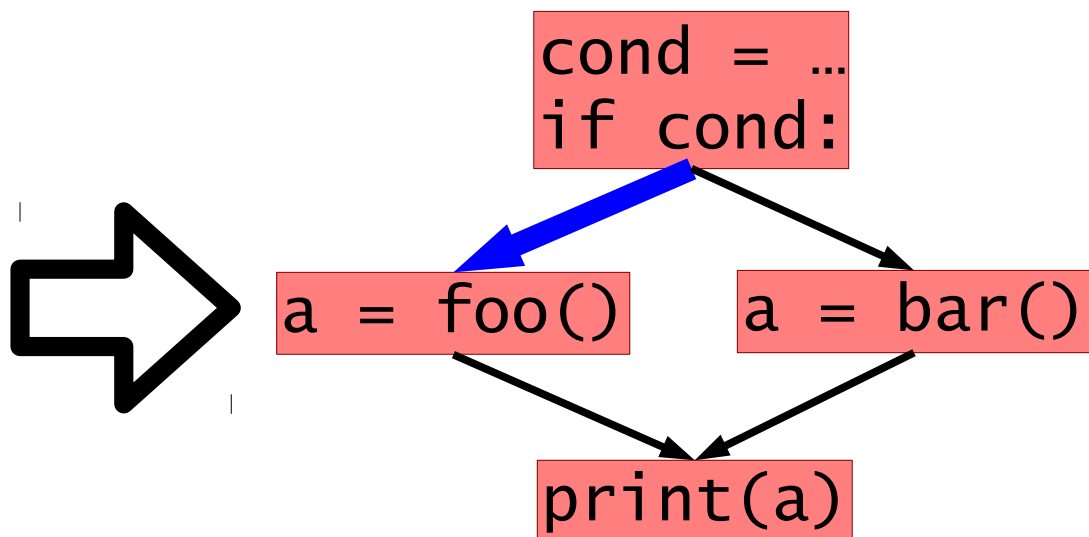 cond = …
if cond:
a = foo()
a = bar()
print(a)